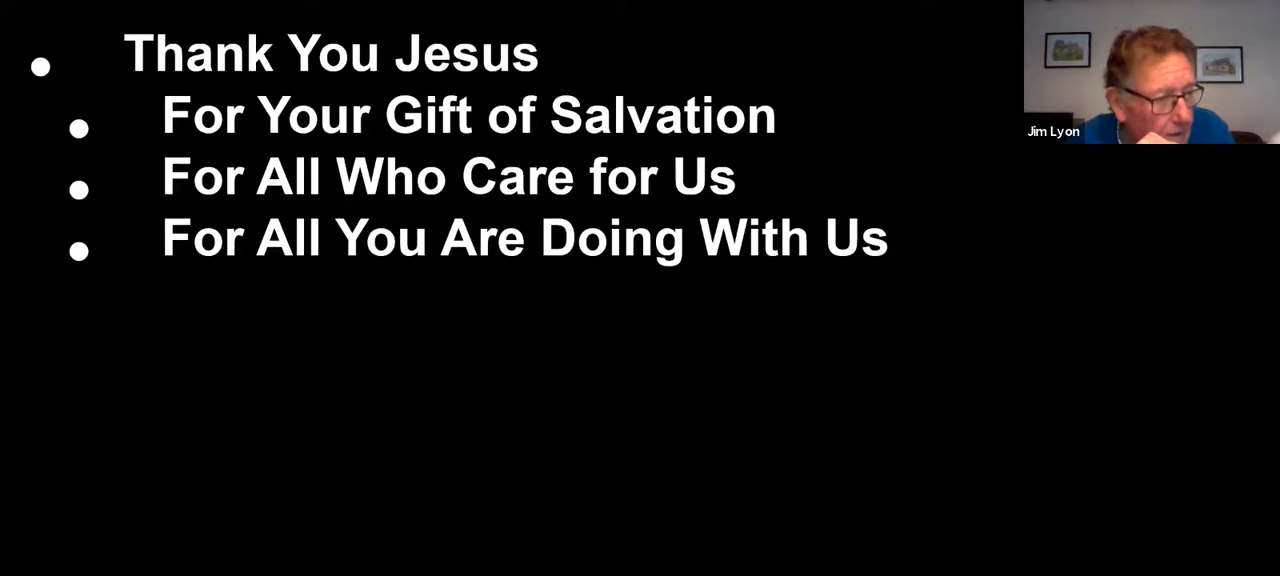 • Thank You Jesus
• For Your Gift of Salvation
• For All Who Care for Us
• For All You Are Doing With Us
Jim Lyon